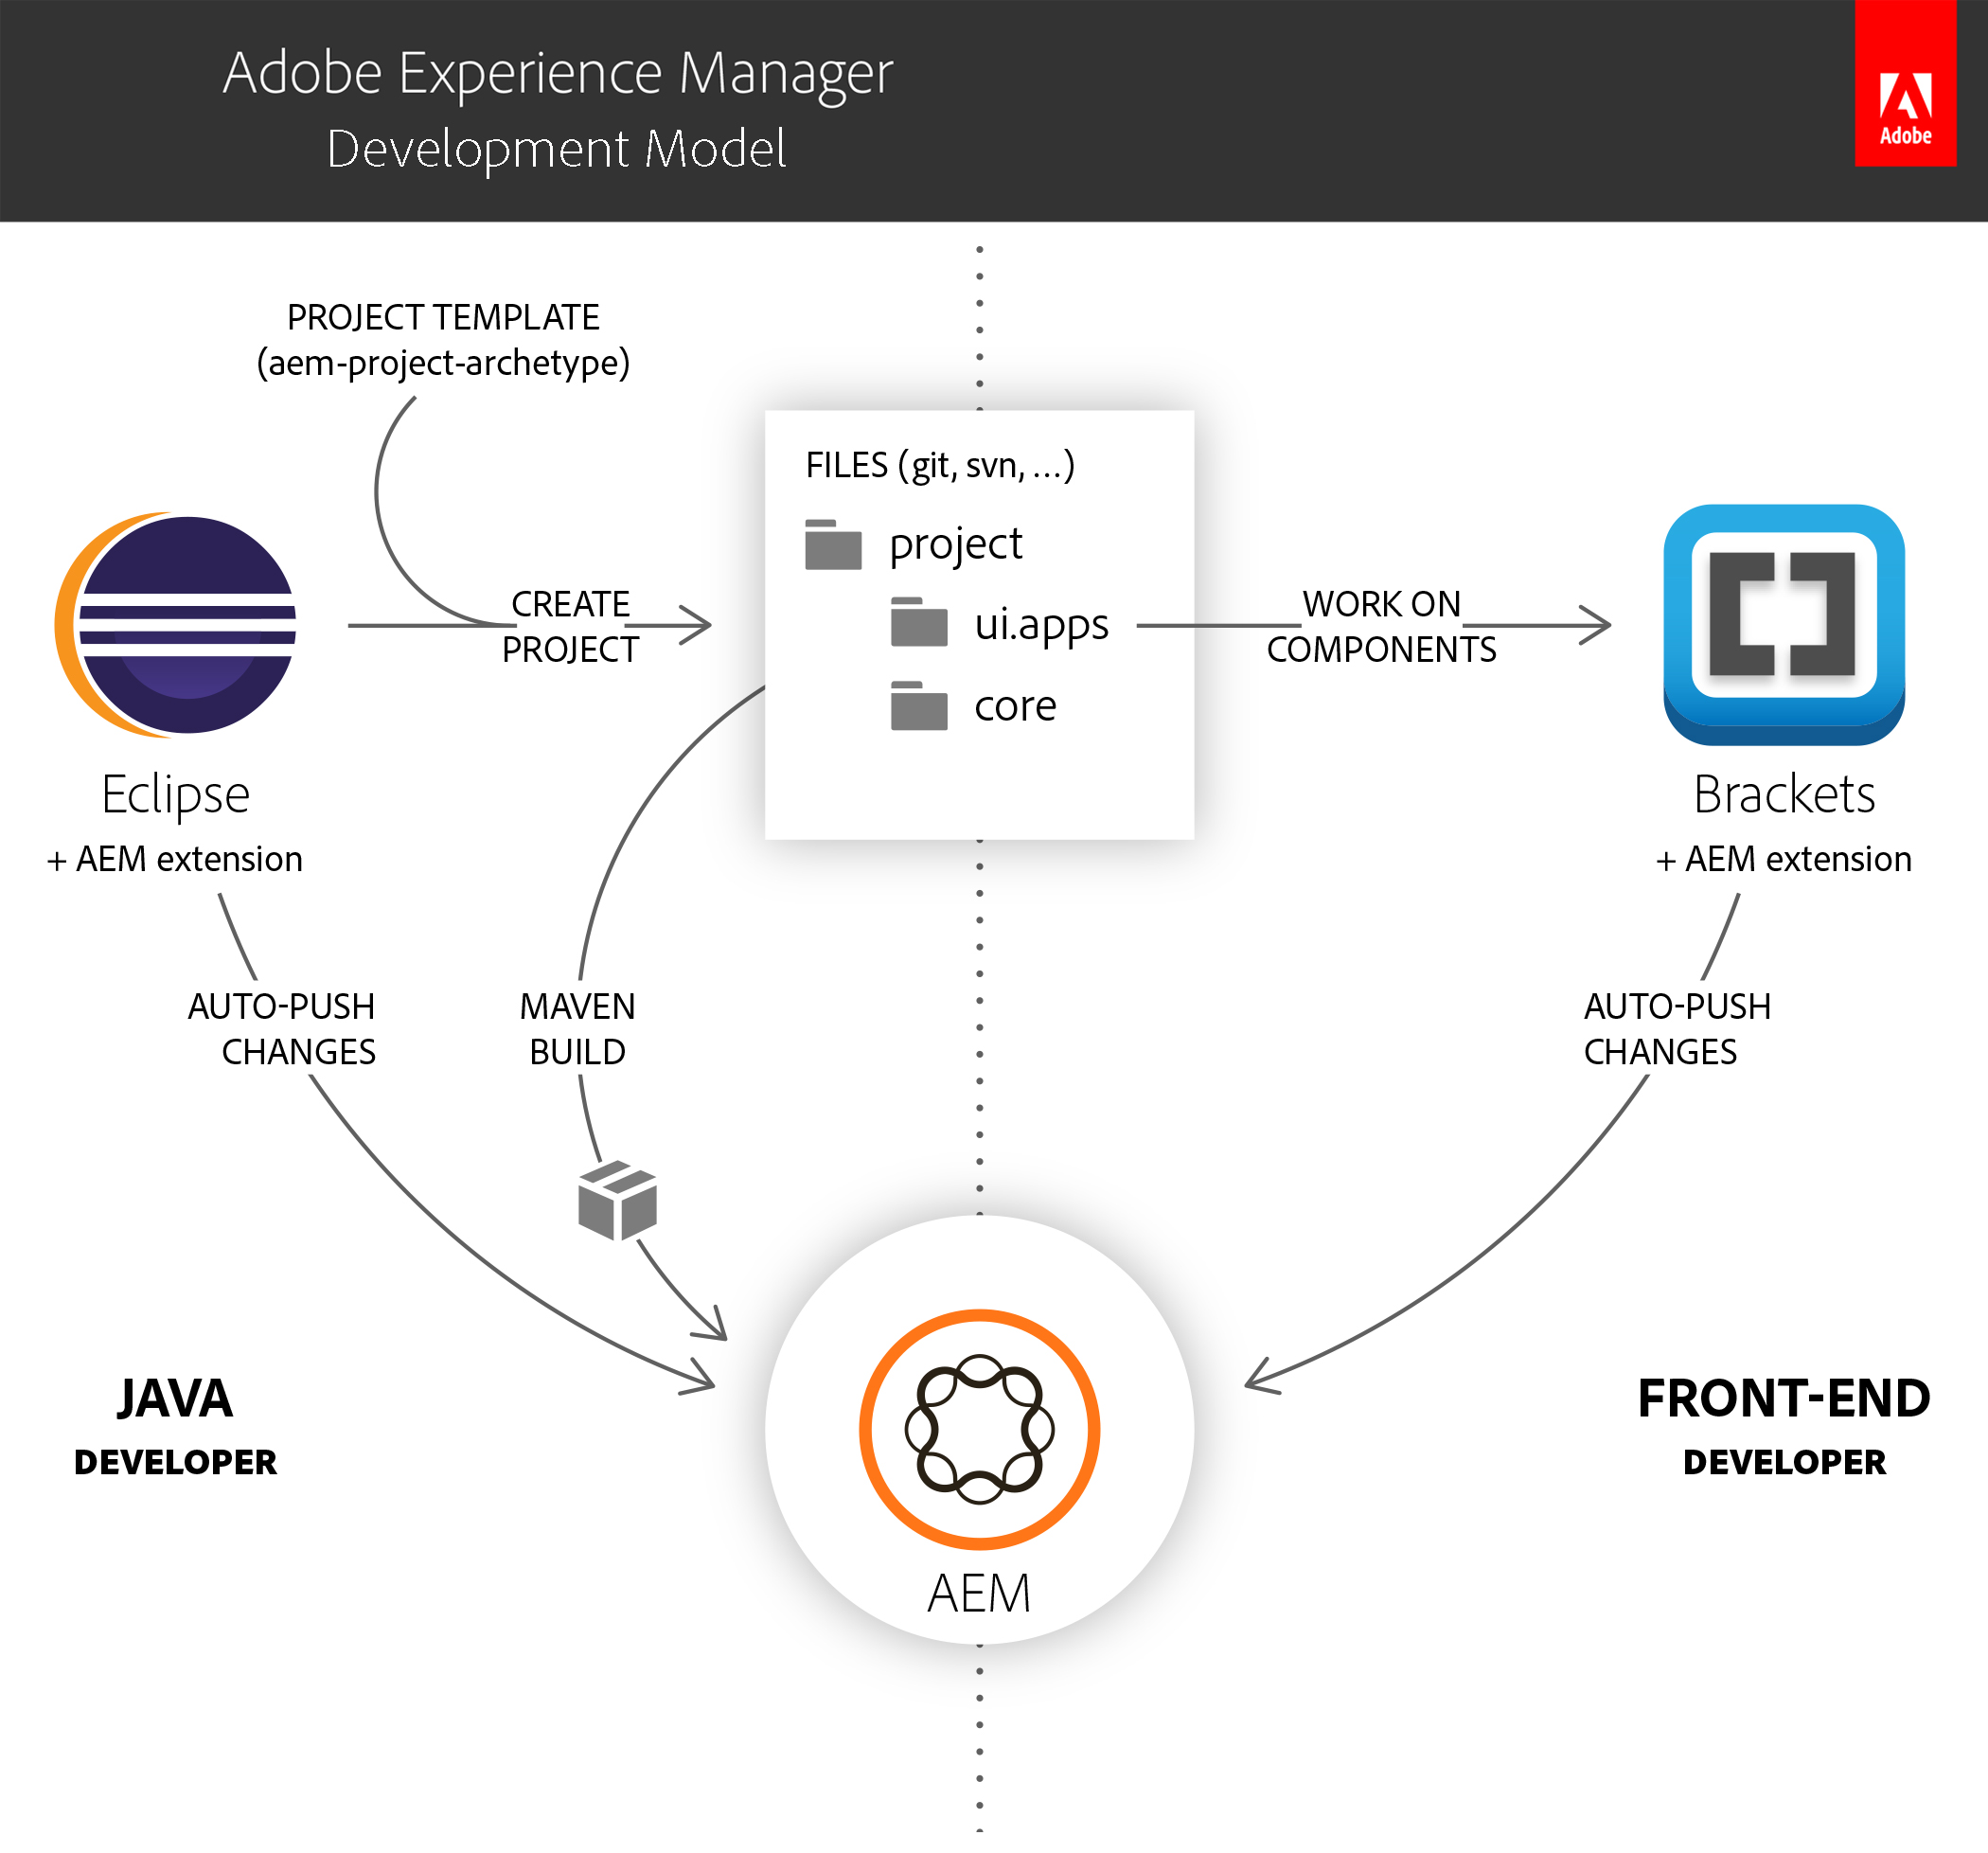 Adobe Experience Manager
Development Model
Adobe
PROJECT TEMPLATE
(aem-project-archetype)
FILES (git, svn, ...)
project
ui.apps
core
CREATE
PROJECT
WORK ON
COMPONENTS
Eclipse
+ AEM extension
Brackets
+ AEM extension
AUTO-PUSH
CHANGES
MAVEN
BUILD
AUTO-PUSH
CHANGES
JAVA
DEVELOPER
FRONT-END
DEVELOPER
AEM